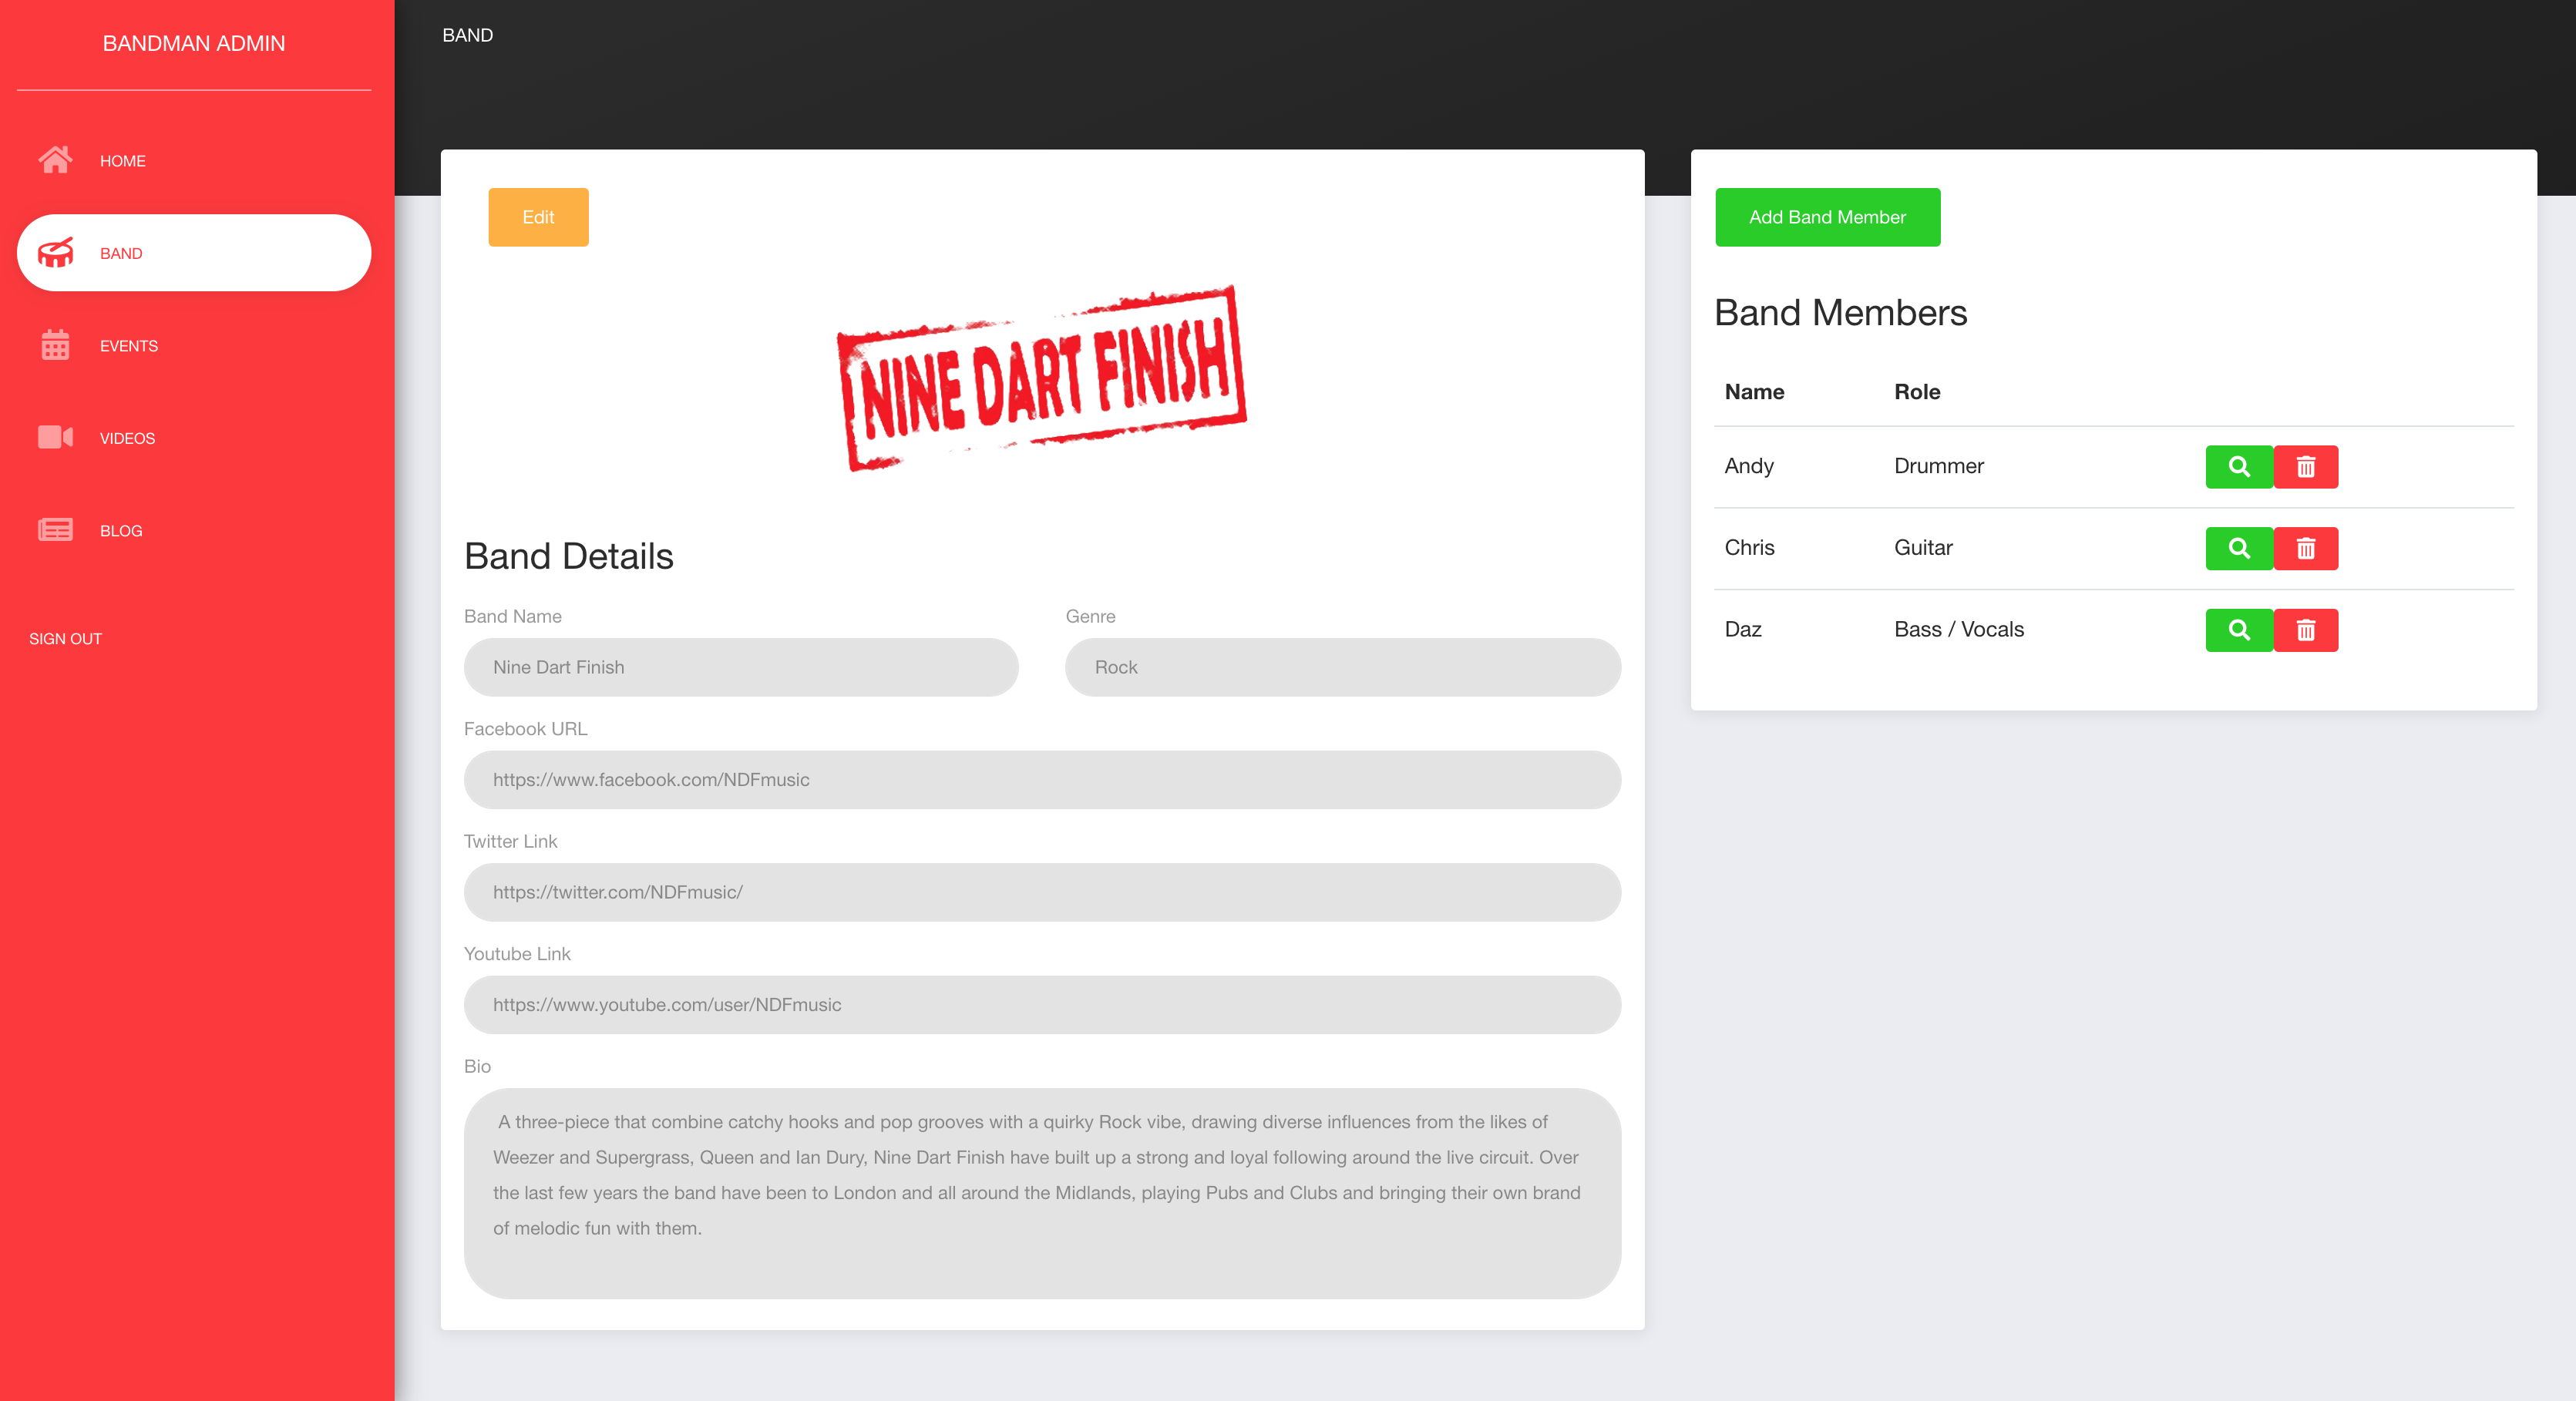 BANDMAN ADMIN
HOME
BAND
EVENTS
VIDEOS
BLOG
SIGN OUT
BAND
Edit
NINE DART FINISH
Band Details
Band Name
Genre
Nine Dart Finish
Rock
Facebook URL
https://www.facebook.com/NDFmusic
Twitter Link
https://twitter.com/NDFmusic/
Youtube Link
https://www.youtube.com/user/NDFmusic
Bio
A three-piece that combine catchy hooks and pop grooves with a quirky Rock vibe, drawing diverse influences from the likes of
Weezer and Supergrass, Queen and Ian Dury, Nine Dart Finish have built up a strong and loyal following around the live circuit. Over
the last few years the band have been to London and all around the Midlands, playing Pubs and Clubs and bringing their own brand
of melodic fun with them.
Add Band Member
Band Members
Name Role
Andy Drummer
Chris Guitar
Daz Bass / Vocals